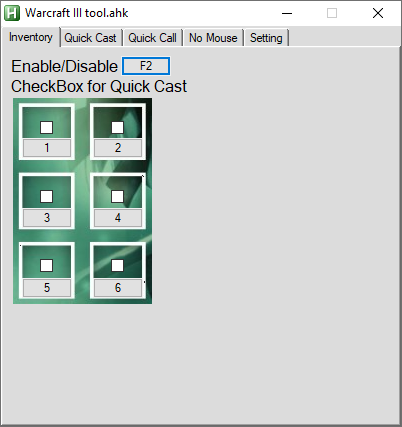 Warcraft III tool.ahk
Inventory Quick Cast Quick Call No Mouse Setting
Enable/Disable F2
CheckBox for Quick Cast
1 2
3 4
5 6